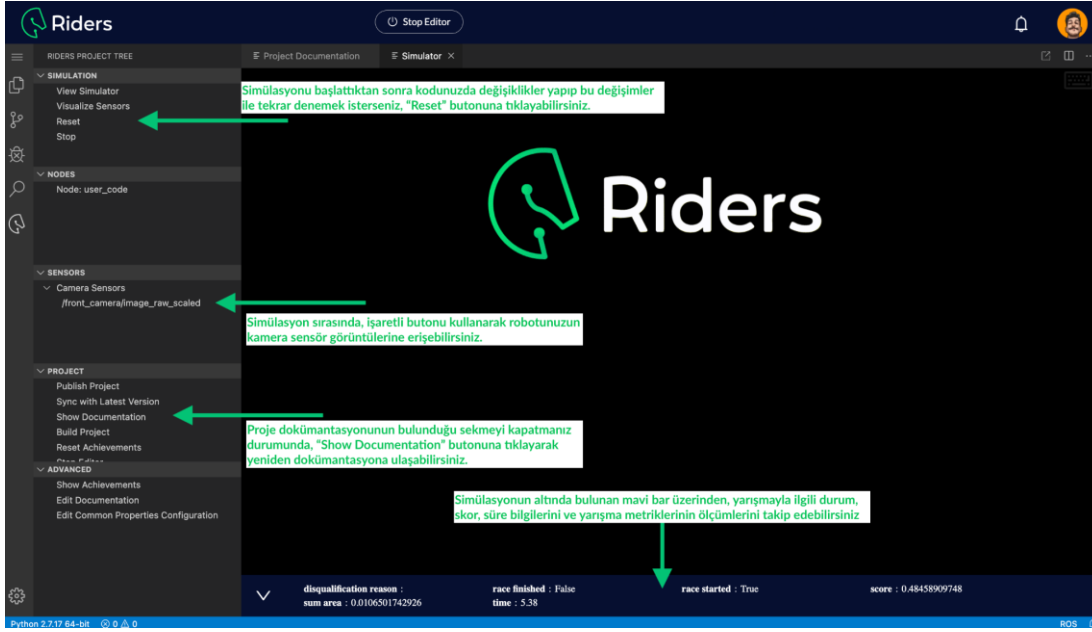 Riders
Stop Editor
RIDERS PROJECT TREE
Project Documentation
Simulator
SIMULATION
View Simulator
Visualize Sensors
Reset
Stop
Simülasyonu başlattıktan sonra kodunuzda değişiklikler yapıp bu değişimler
ile tekrar denemek isterseniz, “Reset” butonuna tıklayabilirsiniz.
NODES
Node: user_code
Riders
SENSORS
Camera Sensors
/front_camera/image_raw_scaled
Simülasyon sırasında, işaretli butonu kullanarak robotunuzun
kamera sensör görüntülerine erişebilirsiniz.
PROJECT
Publish Project
Sync with Latest Version
Show Documentation
Build Project
Reset Achievements
Stop Editor
Proje dokümantasyonunun bulunduğu sekmeyi kapatmanız
durumunda, “Show Documentation” butonuna tıklayarak
yeniden dokümantasyona ulaşabilirsiniz.
ADVANCED
Show Achievements
Edit Documentation
Edit Common Properties Configuration
Simülasyonun altında bulunan mavi bar üzerinden, yarışmayla ilgili durum,
skor, süre bilgilerini ve yarışma metriklerinin ölçümlerini takip edebilirsiniz
disqualification reason : race finished : False race started : True score : 0.48458909748
sum area : 0.0106501742926 time : 5.38
Python 2.7.17 64-bit 0 0 ROS